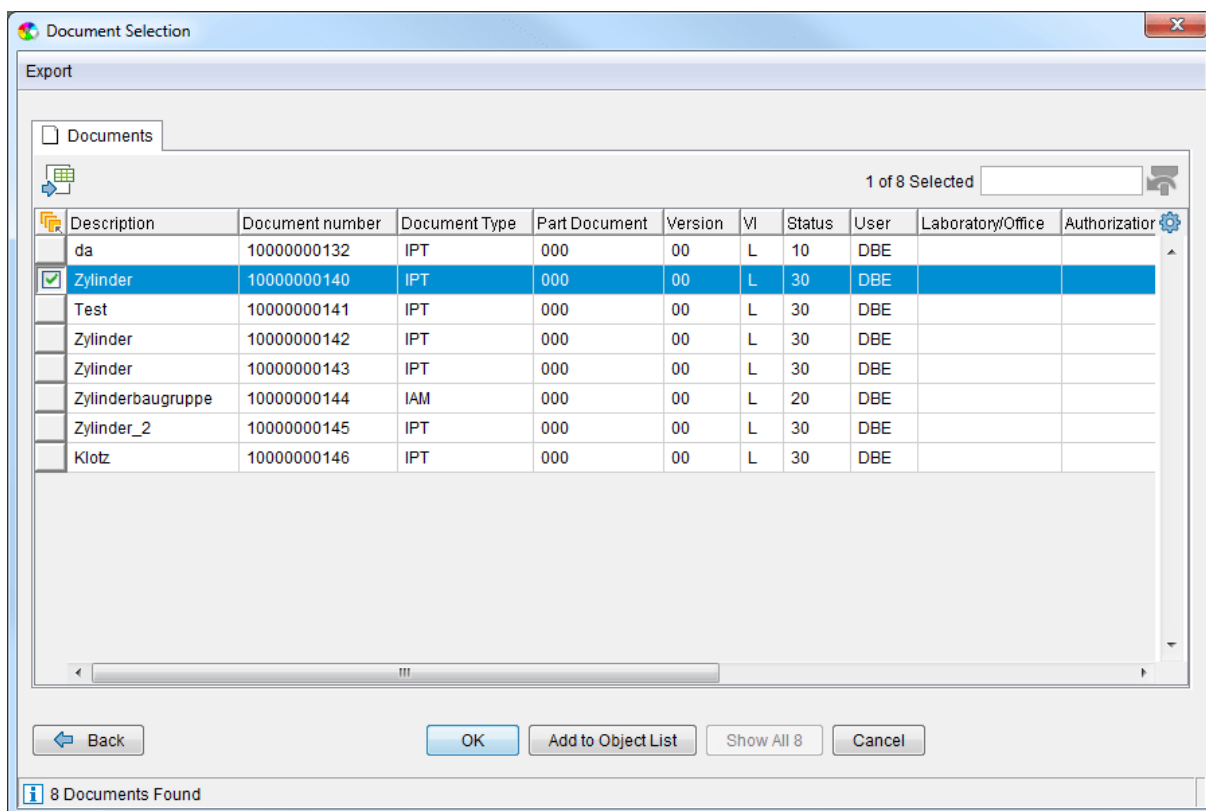 Document Selection
Export
Documents
1 of 8 Selected
Description Document number Document Type Part Document Version VI Status User Laboratory/Office Authorization
da 10000000132 IPT 000 00 L 10 DBE
Zylinder 10000000140 IPT 000 00 L 30 DBE
Test 10000000141 IPT 000 00 L 30 DBE
Zylinder 10000000142 IPT 000 00 L 30 DBE
Zylinder 10000000143 IPT 000 00 L 30 DBE
Zylinderbaugruppe 10000000144 IAM 000 00 L 20 DBE
Zylinder_2 10000000145 IPT 000 00 L 30 DBE
Klotz 10000000146 IPT 000 00 L 30 DBE
Back OK Add to Object List Show All 8 Cancel
8 Documents Found